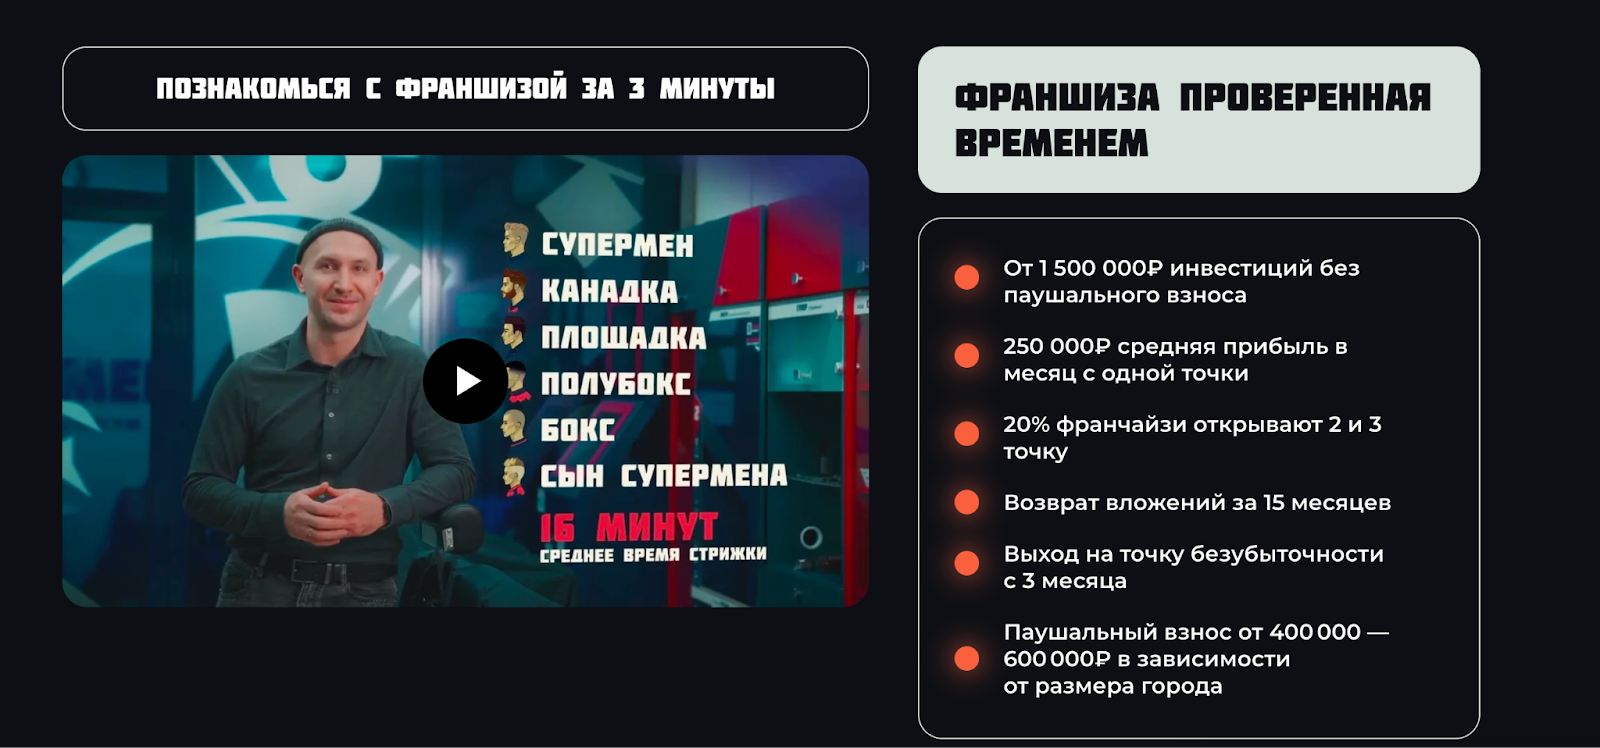 ПОЗНАКОМЬСЯ С ФРАНШИЗОЙ ЗА 3 МИНУТЫ
СУПЕРМЕН
КАНАДКА
ПЛОЩАДКА
ПОЛУБОКС
БОКС
СЫН СУПЕРМЕНА
16 МИНУТ
СРЕДНЕЕ ВРЕМЯ СТРИЖКИ
ФРАНШИЗА ПРОВЕРЕННАЯ
ВРЕМЕНЕМ
От 1 500 000₽ инвестиций без
паушального взноса
250 000₽ средняя прибыль в
месяц с одной точки
20% франчайзи открывают 2 и 3
точку
Возврат вложений за 15 месяцев
Выход на точку безубыточности
с 3 месяца
Паушальный взнос от 400 000 —
600 000₽ в зависимости
от размера города